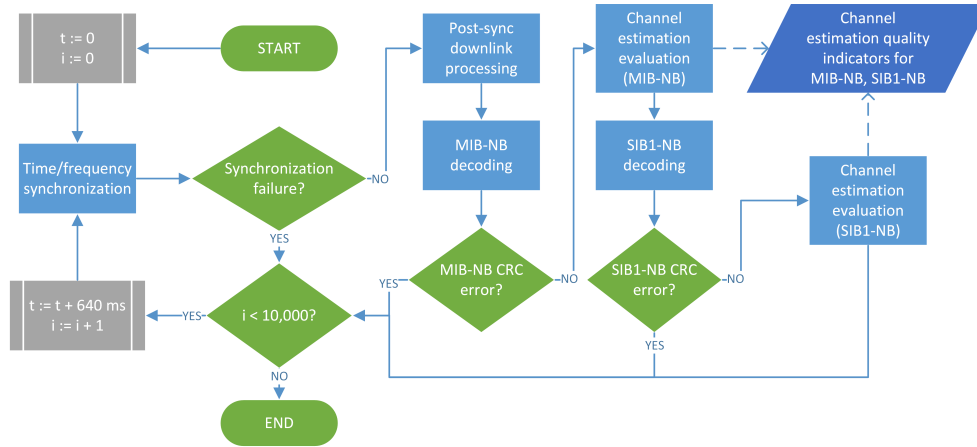 t := 0
i := 0
START
Post-sync
downlink
processing
Channel
estimation
evaluation
(MIB-NB)
Channel
estimation quality
indicators for
MIB-NB, SIB1-NB
Time/frequency
synchronization
Synchronization
failure?
NO
YES
MIB-NB
decoding
SIB1-NB
decoding
Channel
estimation
evaluation
(SIB1-NB)
MIB-NB CRC
error?
NO
YES
SIB1-NB CRC
error?
NO
YES
t := t + 640 ms
i := i + 1
YES
i < 10,000?
NO
END